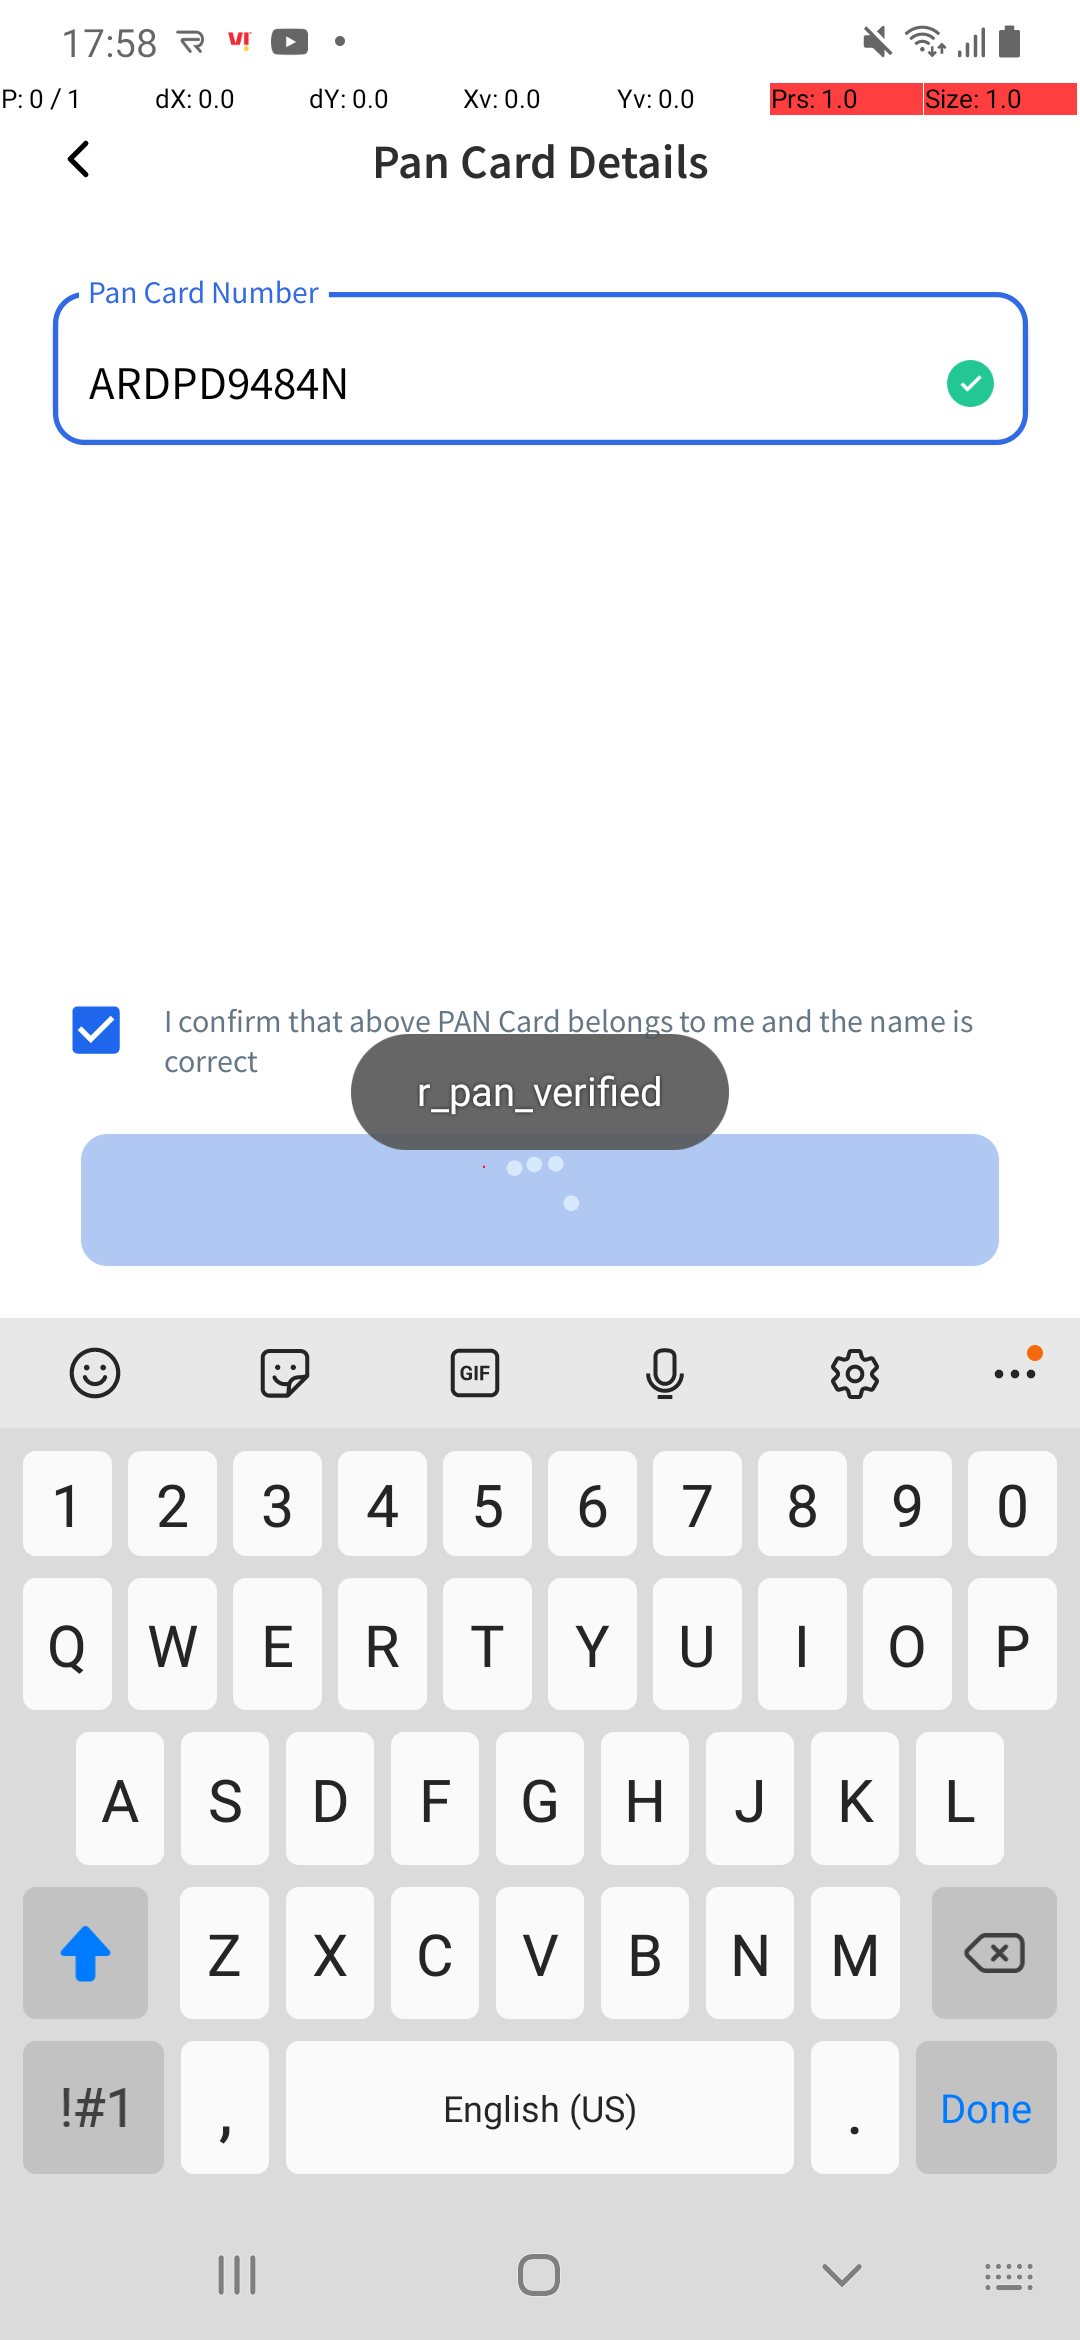 17:58
P: 0 / 1 dX: 0.0 dY: 0.0 Xv: 0.0 Yv: 0.0 Prs: 1.0 Size: 1.0
Pan Card Details
Pan Card Number
ARDPD9484N
I confirm that above PAN Card belongs to me and the name is
correct
r_pan_verified
GIF
1 2 3 4 5 6 7 8 9 0
Q W E R T Y U I O P
A S D F G H J K L
Z X C V B N M
!#1 , English (US) . Done